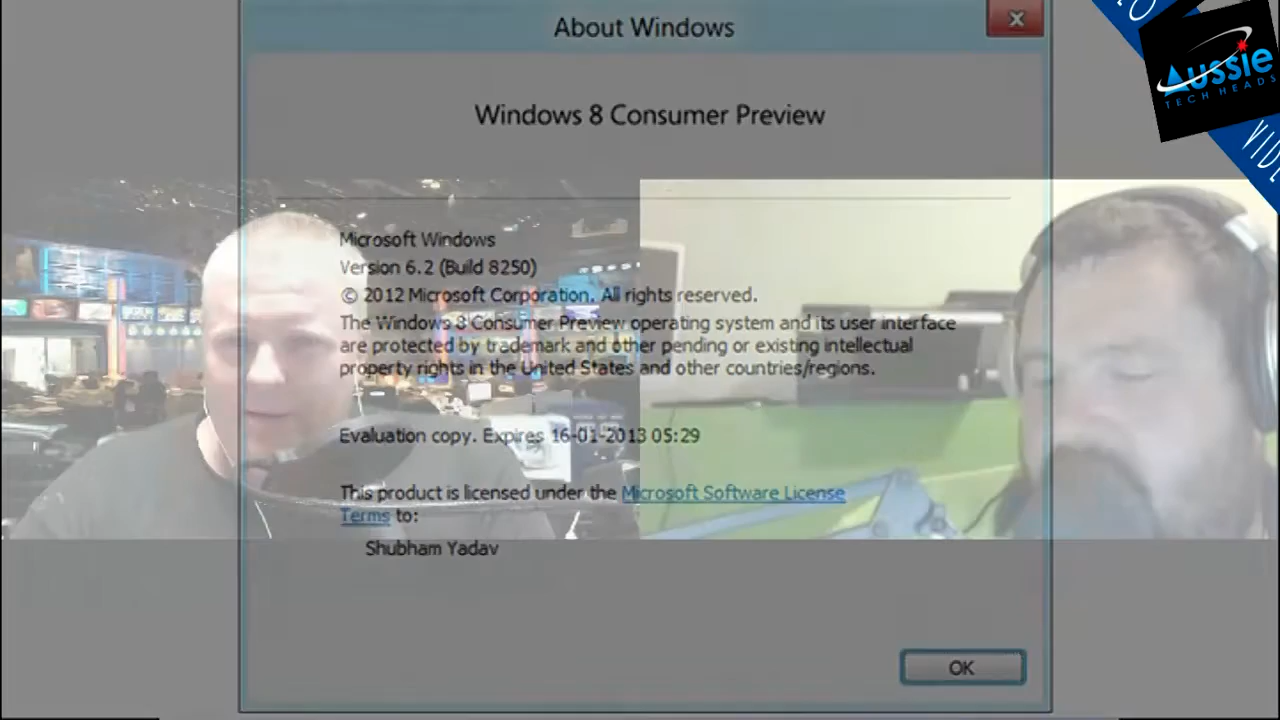 About Windows
Windows 8 Consumer Preview
Microsoft Windows
Version 6.2 (Build 8250)
© 2012 Microsoft Corporation. All rights reserved.
The Windows 8 Consumer Preview operating system and its user interface
are protected by trademark and other pending or existing intellectual
property rights in the United States and other countries/regions.
Evaluation copy. Expires 16-01-2013 05:29
This product is licensed under the Microsoft Software License
Terms to:
Shubham Yadav
OK
AUSSIE
TECH HEADS